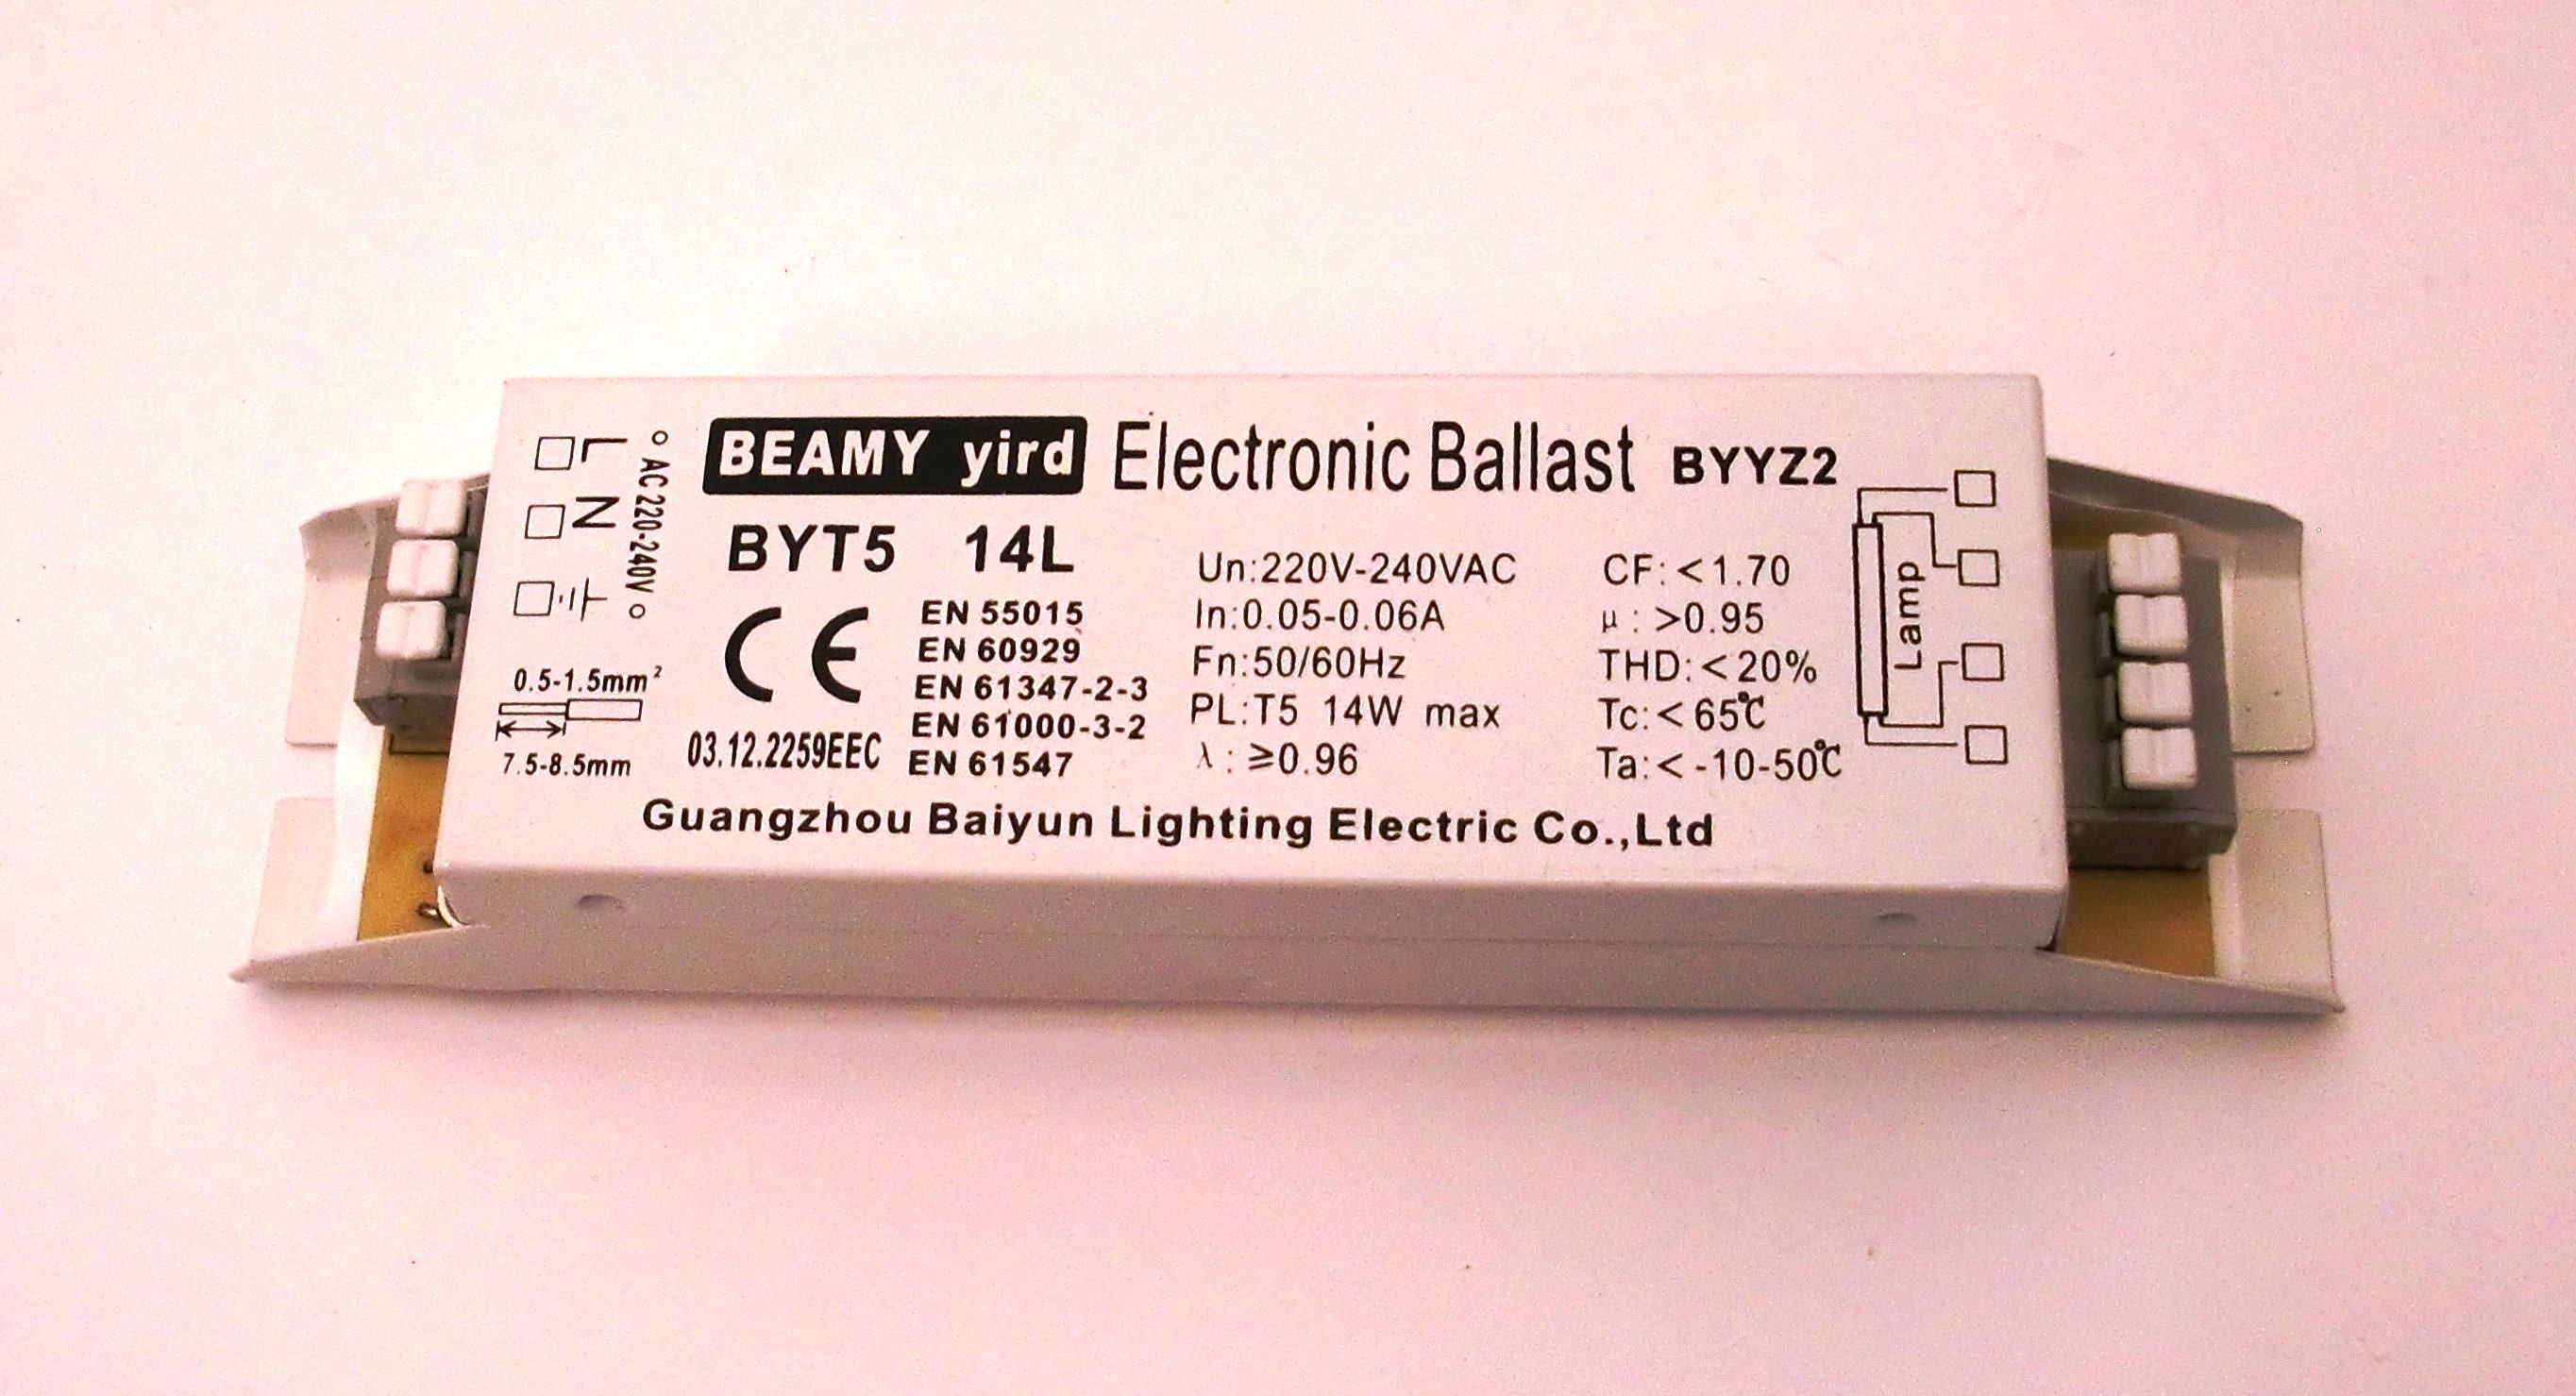 L
N
° AC 220-240V °
0.5-1.5mm²
7.5-8.5mm
BEAMY yird Electronic Ballast BYYZ2
BYT5 14L
CE
03.12.2259EEC
EN 55015
EN 60929
EN 61347-2-3
EN 61000-3-2
EN 61547
Un:220V-240VAC
In:0.05-0.06A
Fn:50/60Hz
PL:T5 14W max
λ: ≥0.96
CF:<1.70
μ: >0.95
THD:<20%
Tc:<65℃
Ta:< -10-50℃
Lamp
Guangzhou Baiyun Lighting Electric Co.,Ltd